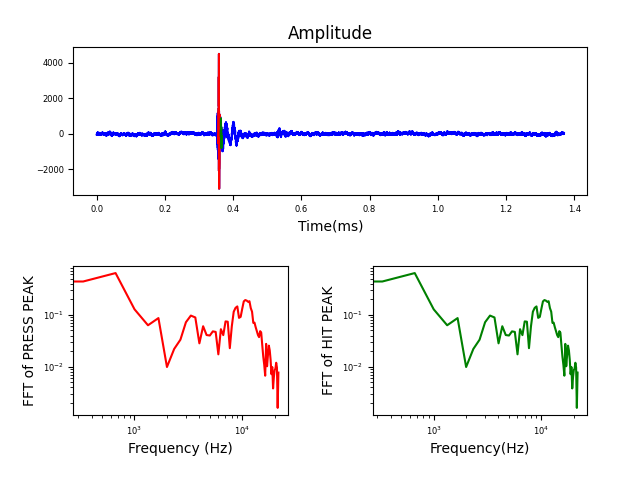 Amplitude
4000
2000
0
−2000
0.0 0.2 0.4 0.6 0.8 1.0 1.2 1.4
Time(ms)
FFT of PRESS PEAK
10⁻¹
10⁻²
10³ 10⁴
Frequency (Hz)
FFT of HIT PEAK
10⁻¹
10⁻²
10³ 10⁴
Frequency(Hz)